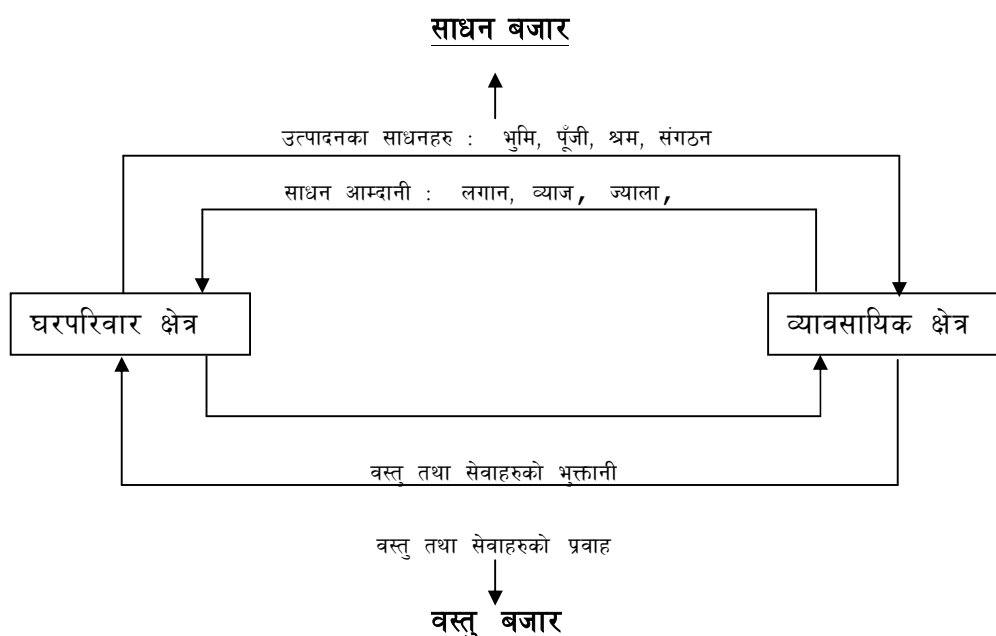 साधन बजार
उत्पादनका साधनहरु : भुमि, पूँजी, श्रम, संगठन
साधन आम्दानी : लगान, व्याज, ज्याला,
घरपरिवार क्षेत्र
व्यावसायिक क्षेत्र
वस्तु तथा सेवाहरुको भुक्तानी
वस्तु तथा सेवाहरुको प्रवाह
वस्तु बजार